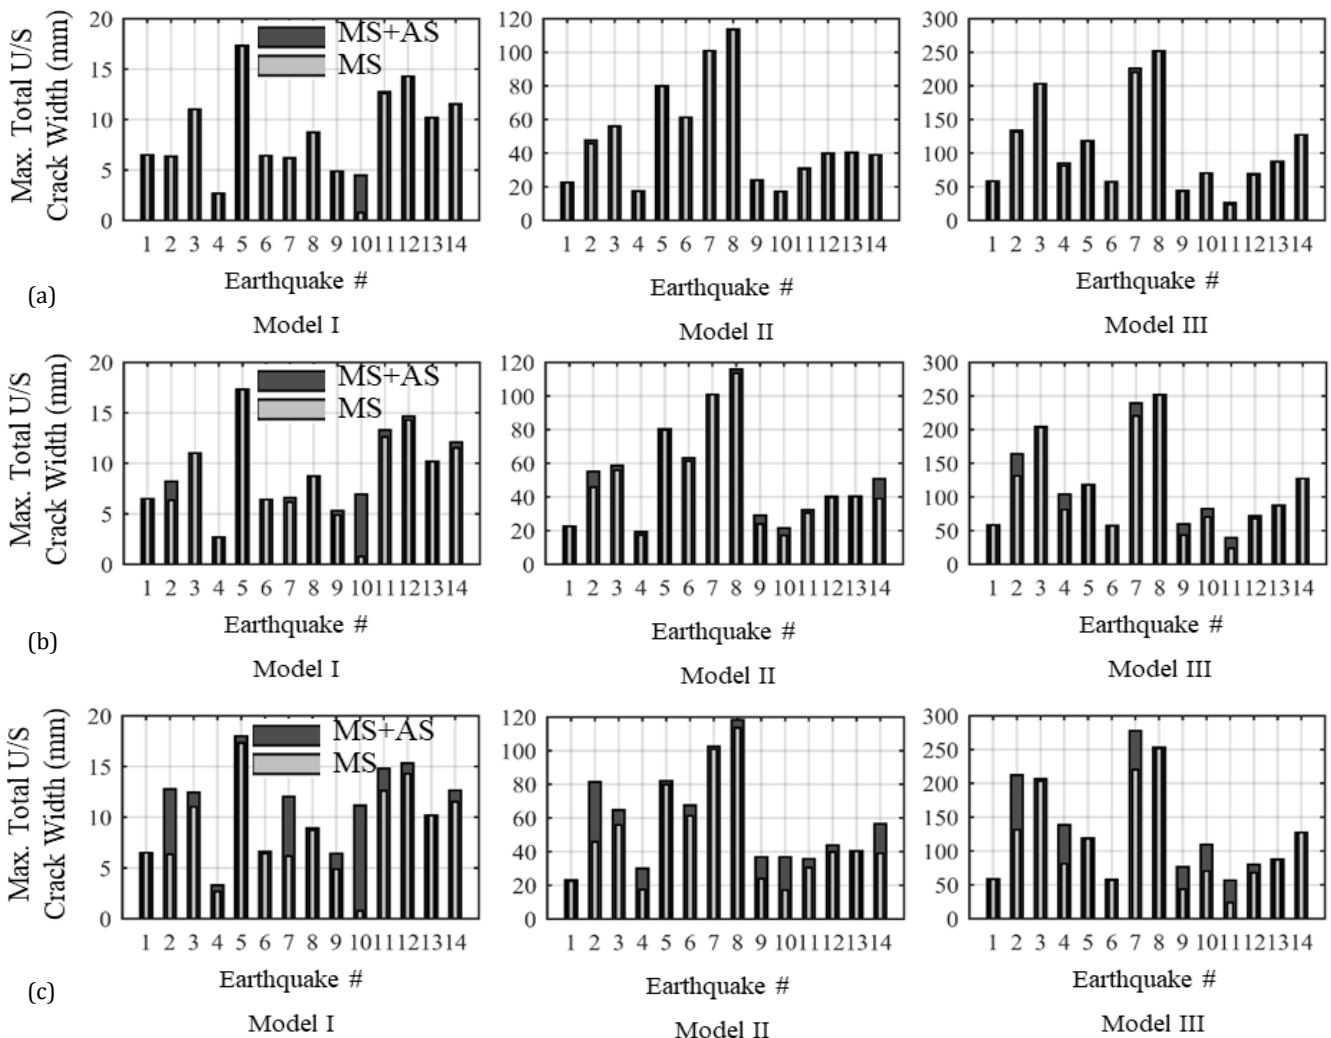 Max. Total U/S
Crack Width (mm)
20
15
10
5
0
MS+AS
MS
1 2 3 4 5 6 7 8 9 10 11 12 13 14
Earthquake #
Model I
120
100
80
60
40
20
0
1 2 3 4 5 6 7 8 9 10 11 12 13 14
Earthquake #
Model II
300
250
200
150
100
50
0
1 2 3 4 5 6 7 8 9 10 11 12 13 14
Earthquake #
Model III
(a)
Max. Total U/S
Crack Width (mm)
20
15
10
5
0
MS+AS
MS
1 2 3 4 5 6 7 8 9 10 11 12 13 14
Earthquake #
Model I
120
100
80
60
40
20
0
1 2 3 4 5 6 7 8 9 10 11 12 13 14
Earthquake #
Model II
300
250
200
150
100
50
0
1 2 3 4 5 6 7 8 9 10 11 12 13 14
Earthquake #
Model III
(b)
Max. Total U/S
Crack Width (mm)
20
15
10
5
0
MS+AS
MS
1 2 3 4 5 6 7 8 9 10 11 12 13 14
Earthquake #
Model I
120
100
80
60
40
20
0
1 2 3 4 5 6 7 8 9 10 11 12 13 14
Earthquake #
Model II
300
250
200
150
100
50
0
1 2 3 4 5 6 7 8 9 10 11 12 13 14
Earthquake #
Model III
(c)